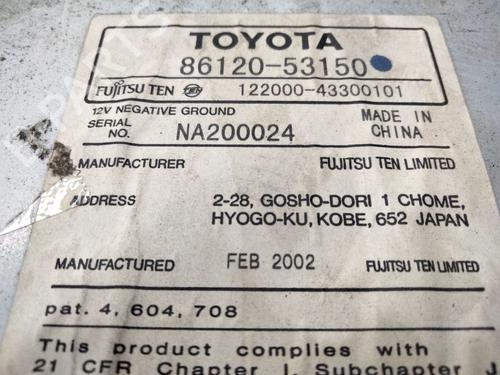 TOYOTA
86120-53150
FUJITSU TEN 122000-43300101
12V NEGATIVE GROUND
SERIAL NO. NA200024
MADE IN CHINA
MANUFACTURER FUJITSU TEN LIMITED
ADDRESS 2-28, GOSHO-DORI 1 CHOME,
HYOGO-KU, KOBE, 652 JAPAN
MANUFACTURED FEB 2002 FUJITSU TEN LIMITED
pat. 4, 604, 708
This product complies with
21 CFR Chapter I, Subchapter J